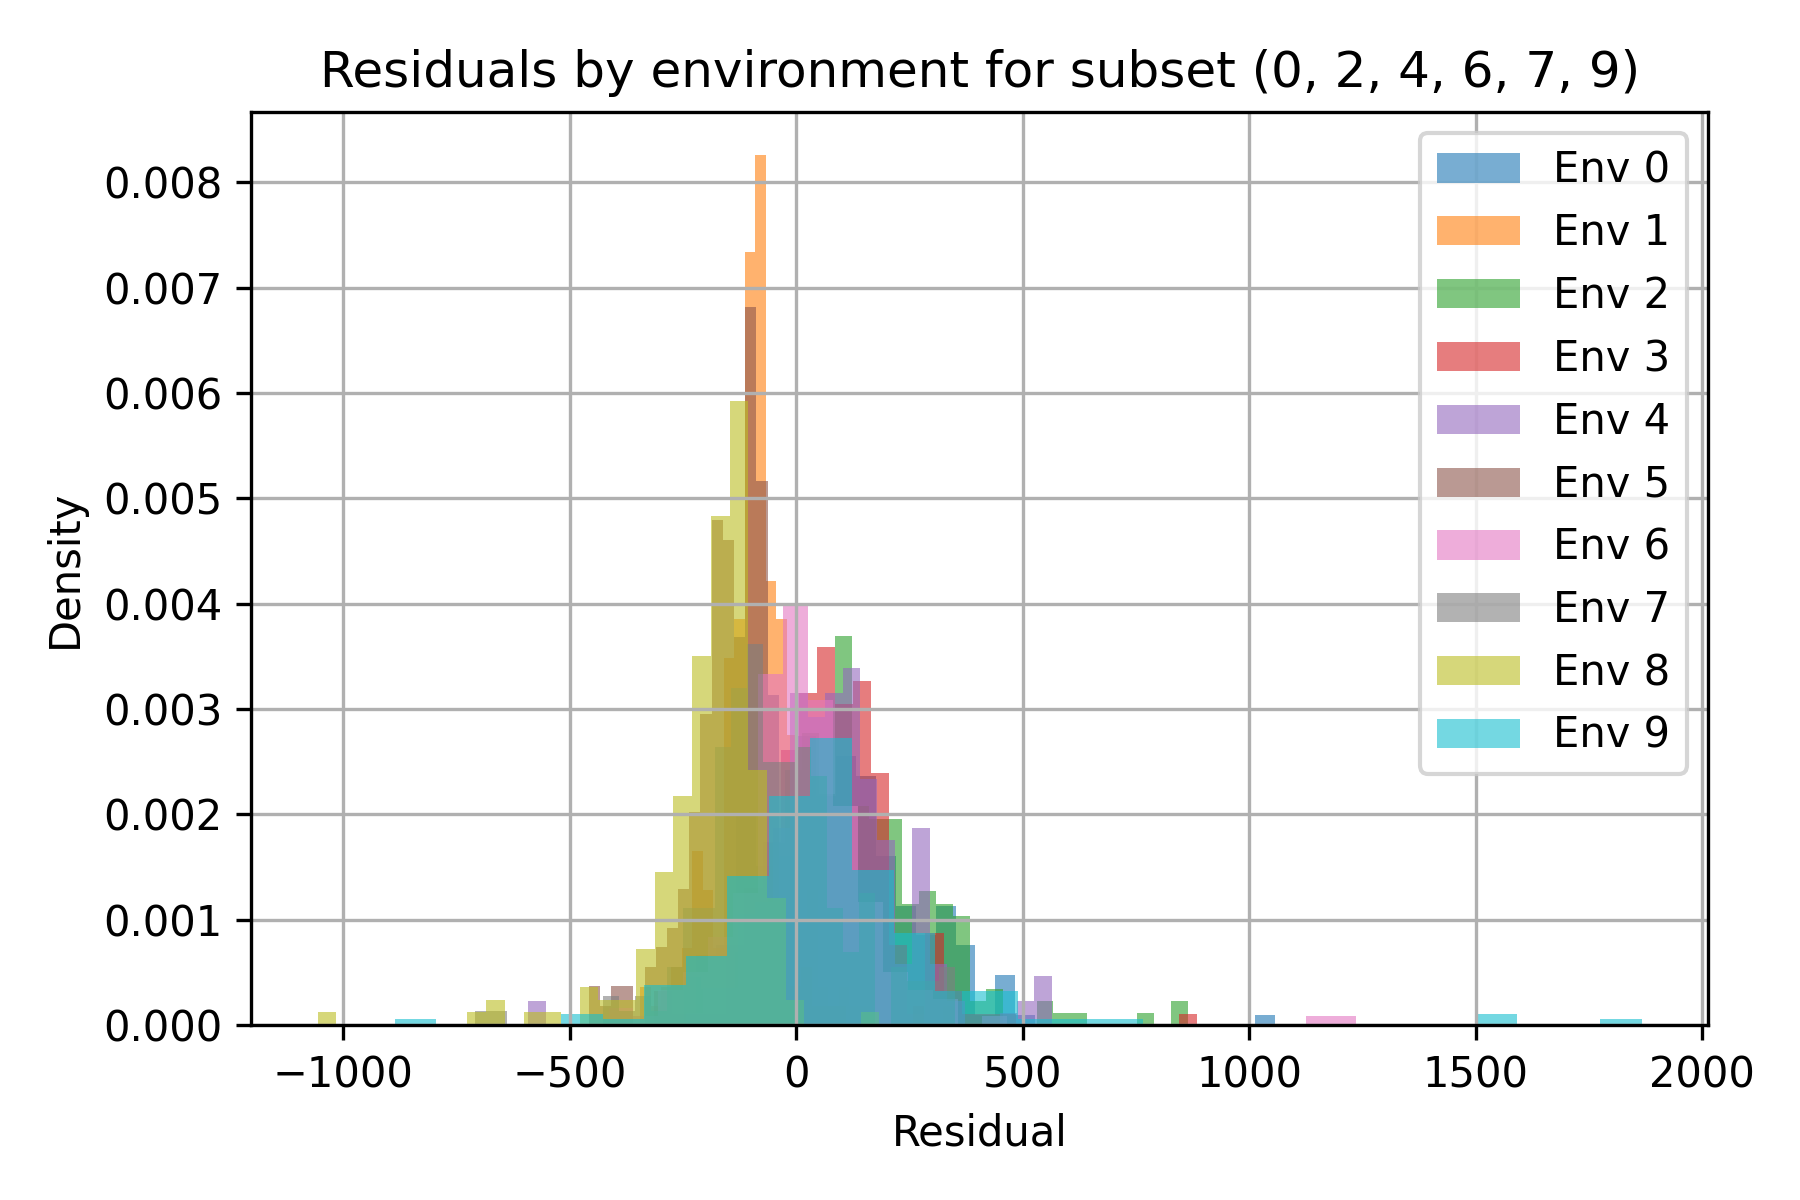 Residuals by environment for subset (0, 2, 4, 6, 7, 9)
Density
0.008
0.007
0.006
0.005
0.004
0.003
0.002
0.001
0.000
−1000
−500
0
500
1000
1500
2000
Residual
Env 0
Env 1
Env 2
Env 3
Env 4
Env 5
Env 6
Env 7
Env 8
Env 9